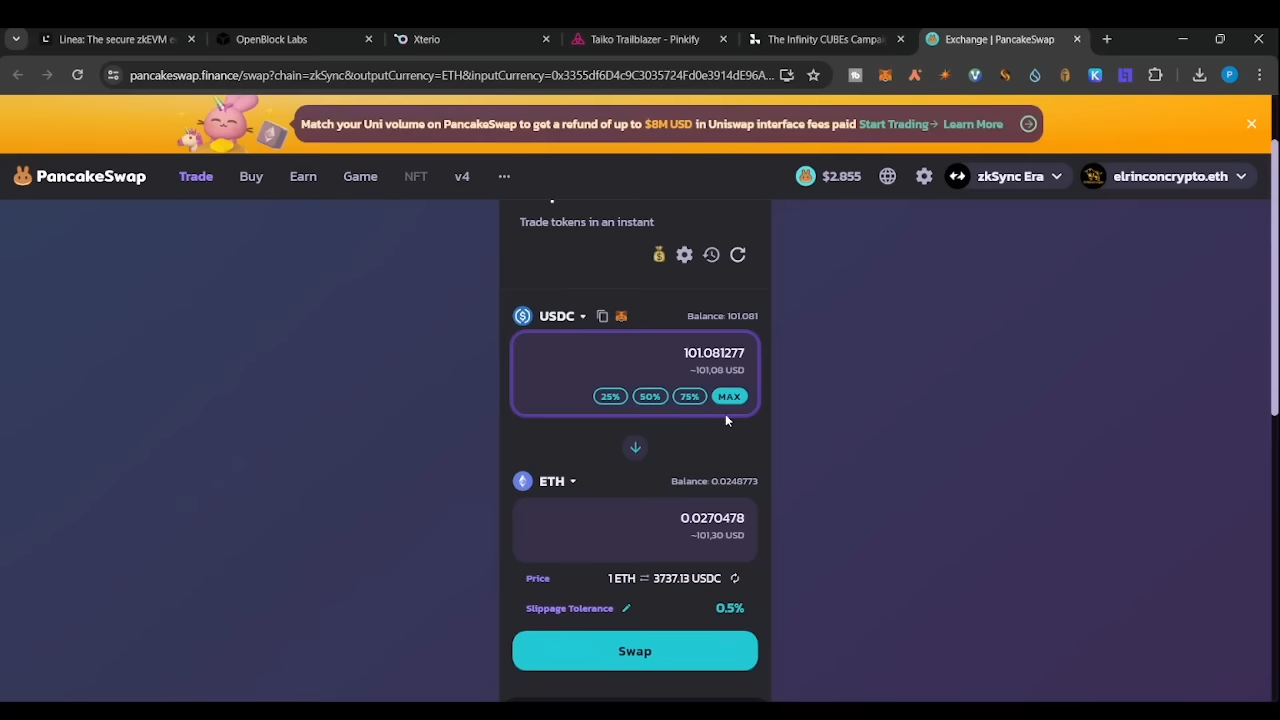 Linea: The secure zkEVM e
OpenBlock Labs
Xterio
Taiko Trailblazer - Pinkify
The Infinity CUBEs Campai
Exchange | PancakeSwap
pancakeswap.finance/swap?chain=zkSync&outputCurrency=ETH&inputCurrency=0x3355df6D4c9C3035724Fd0e3914dE96A...
Match your Uni volume on PancakeSwap to get a refund of up to $8M USD in Uniswap interface fees paid Start Trading→ Learn More
PancakeSwap
Trade
Buy
Earn
Game
NFT
v4
$2.855
zkSync Era
elrinconcrypto.eth
Trade tokens in an instant
USDC
Balance: 101.081
101.081277
~101,08 USD
25%
50%
75%
MAX
ETH
Balance: 0.0248773
0.0270478
~101,30 USD
Price
1 ETH = 3737.13 USDC
Slippage Tolerance
0.5%
Swap